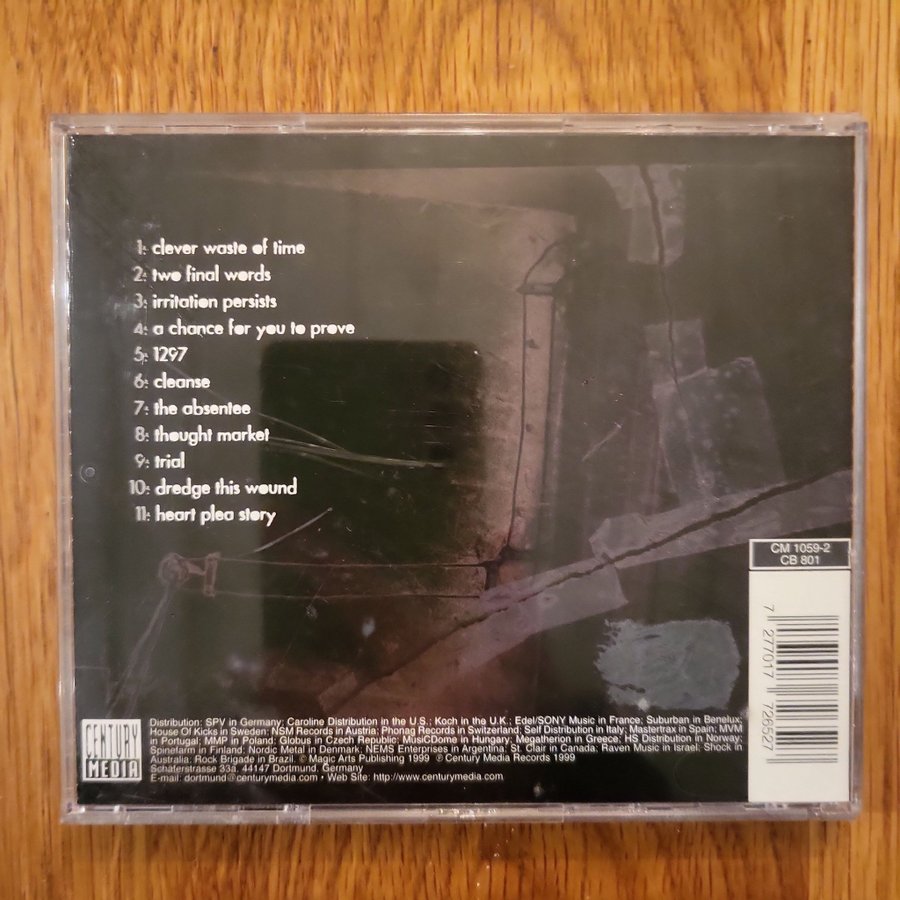 1: clever waste of time
2: two final words
3: irritation persists
4: a chance for you to prove
5: 1297
6: cleanse
7: the absentee
8: thought market
9: trial
10: dredge this wound
11: heart plea story
CM 1059-2
CB 801
7 27701 7 72652 7
CENTURY
MEDIA
Distribution: SPV in Germany; Caroline Distribution in the U.S.; Koch in the U.K.; Edel/SONY Music in France; Suburban in Benelux;
House Of Kicks in Sweden; NSM Records in Austria; Phonag Records in Switzerland; Self Distribution in Italy; Mastertrax in Spain; MVM
in Portugal; MMP in Poland; Globus in Czech Republic; MusiCDome in Hungary; Megatherion in Greece; HS Distribution in Norway;
Spinefarm in Finland; Nordic Metal in Denmark; NEMS Enterprises in Argentina; St. Clair in Canada; Raven Music in Israel; Shock in
Australia; Rock Brigade in Brazil. © Magic Arts Publishing 1999 ℗ Century Media Records 1999
Schäferstrasse 33a, 44147 Dortmund, Germany
E-mail: dortmund@centurymedia.com • Web Site: http://www.centurymedia.com